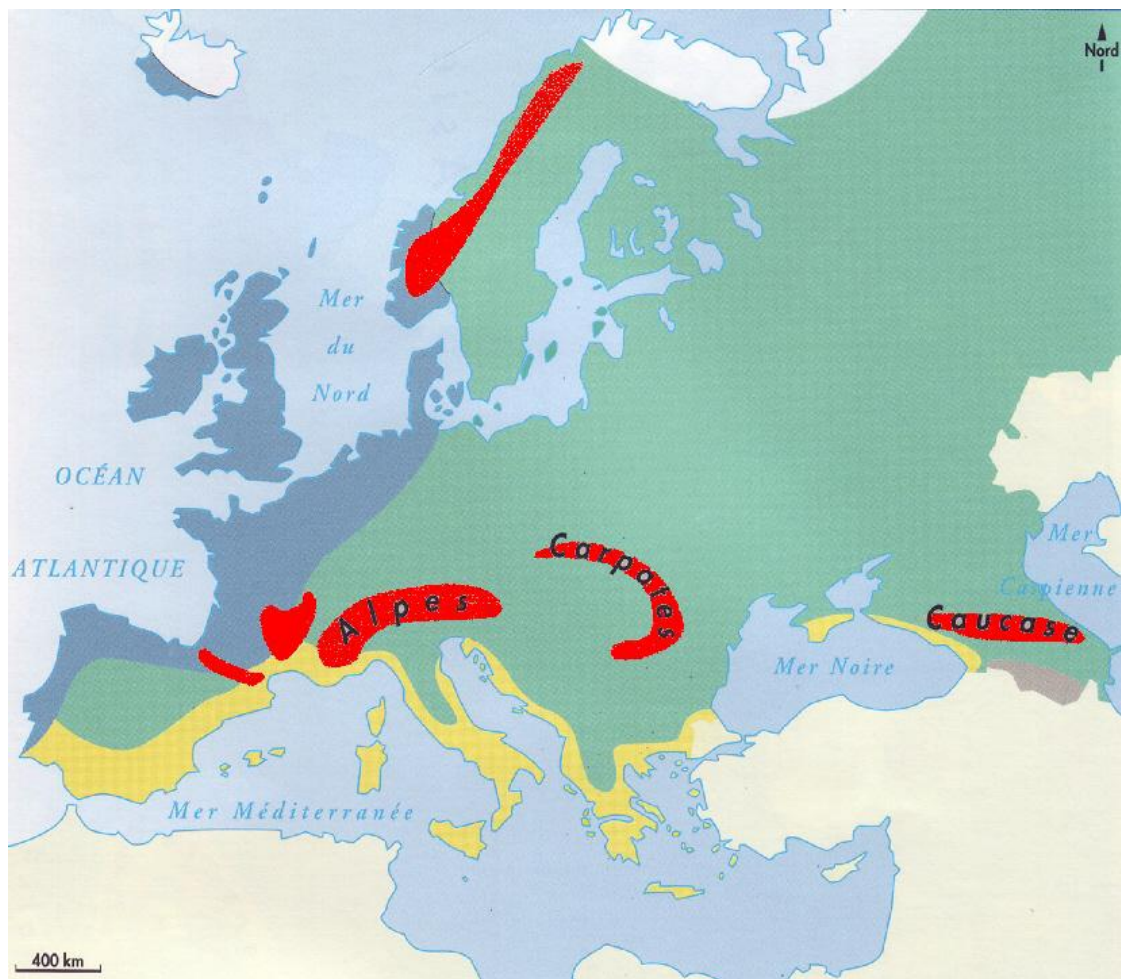 Nord
Mer
du
Nord
OCÉAN
ATLANTIQUE
Carpates
Alpes
Mer
Caspienne
Caucase
Mer Noire
Mer Méditerranée
400 km